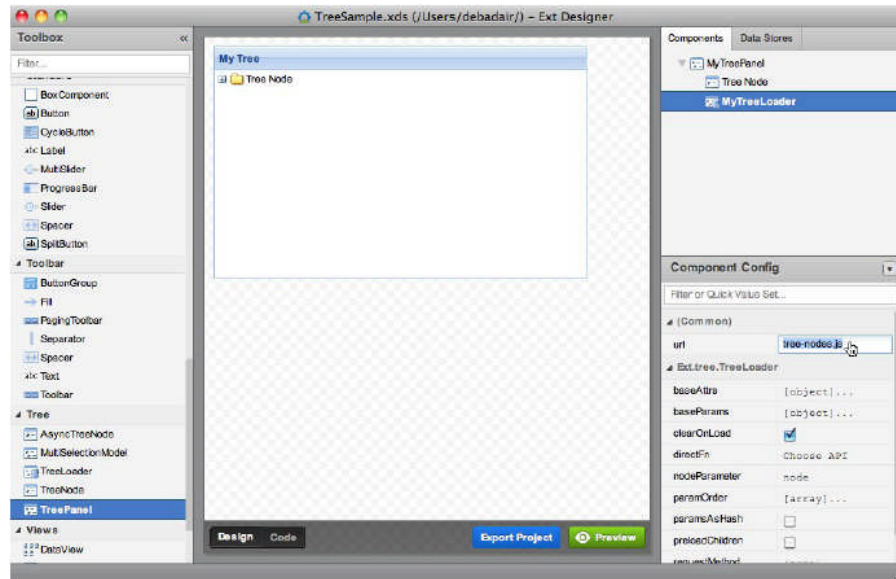 TreeSample.xds (/Users/debadair/) – Ext Designer
Toolbox «
Filter...
BoxComponent
Button
CycleButton
abc Label
MultiSlider
ProgressBar
Slider
Spacer
SplitButton
Toolbar
ButtonGroup
Fill
PagingToolbar
Separator
Spacer
abc Text
Toolbar
Tree
AsyncTreeNode
MultiSelectionModel
TreeLoader
TreeNode
TreePanel
Views
DataView
My Tree
Tree Node
Design Code
Export Project
Preview
Components Data Stores
MyTreePanel
Tree Node
MyTreeLoader
Component Config
Filter or Quick Value Set...
(Common)
url tree-nodes.js
Ext.tree.TreeLoader
baseAttrs [object]...
baseParams [object]...
clearOnLoad
directFn Choose API
nodeParameter node
paramOrder [array]...
paramsAsHash
preloadChildren
requestMethod